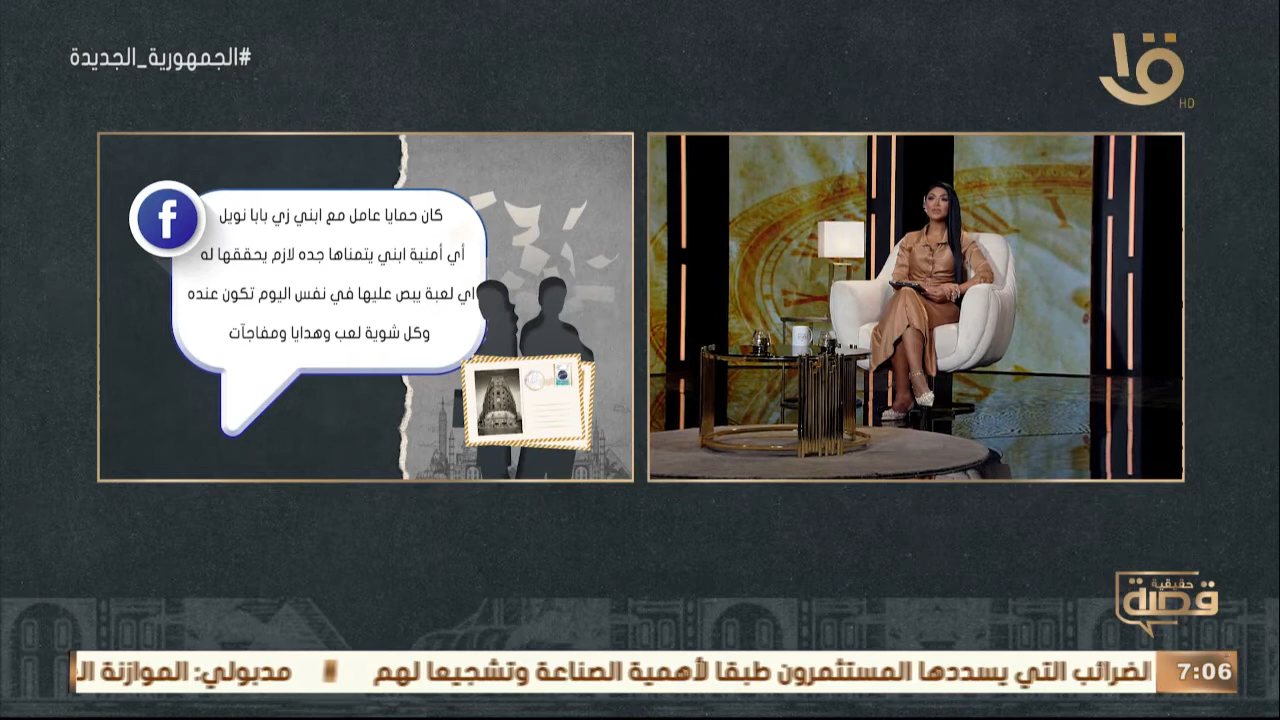 #الجمهورية_الجديدة
HD
كان حمايا عامل مع ابني زي بابا نويل
أي أمنية ابني يتمناها جده لازم يحققها له
اي لعبة يبص عليها في نفس اليوم تكون عنده
وكل شوية لعب وهدايا ومفاجآت
قصة حقيقية
7:06
لضرائب التي يسددها المستثمرون طبقا لأهمية الصناعة وتشجيعا لهم
مدبولي: الموازنة ال